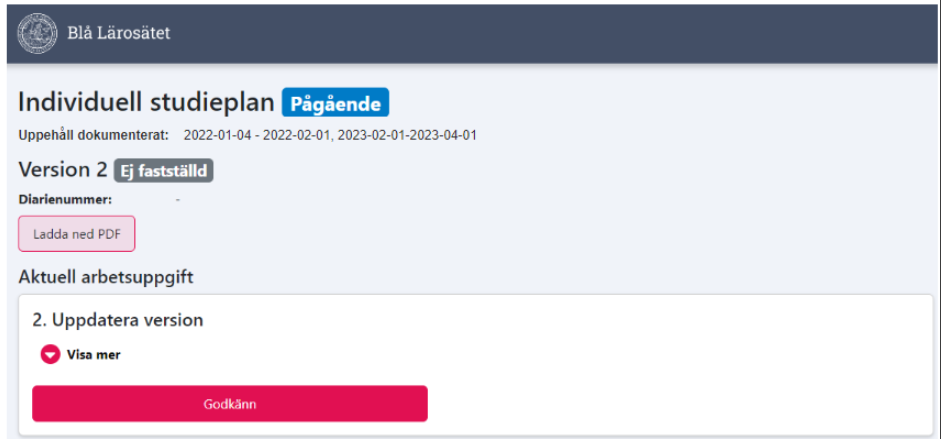 Blå Lärosätet
Individuell studieplan Pågående
Uppehåll dokumenterat: 2022-01-04 - 2022-02-01, 2023-02-01-2023-04-01
Version 2 Ej fastställd
Diarienummer: -
Ladda ned PDF
Aktuell arbetsuppgift
2. Uppdatera version
Visa mer
Godkänn